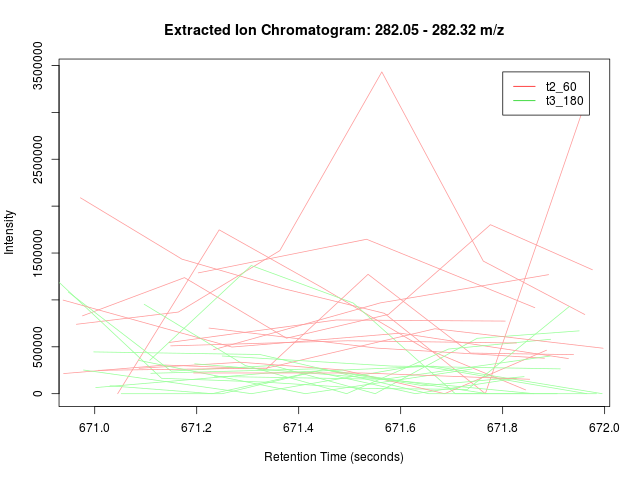 Extracted Ion Chromatogram: 282.05 - 282.32 m/z
Intensity
3500000
2500000
1500000
500000
0
t2_60
t3_180
671.0 671.2 671.4 671.6 671.8 672.0
Retention Time (seconds)